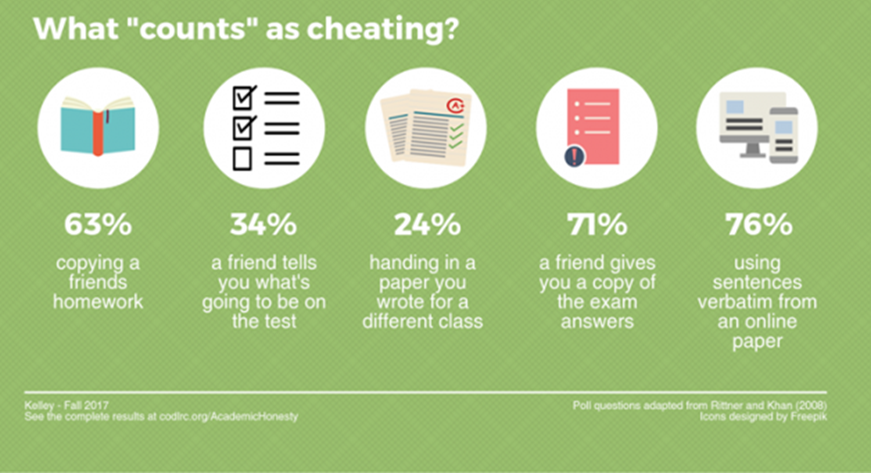 What "counts" as cheating?
63%
copying a
friends
homework
34%
a friend tells
you what's
going to be on
the test
24%
handing in a
paper you
wrote for a
different class
71%
a friend gives
you a copy of
the exam
answers
76%
using
sentences
verbatim from
an online
paper
Kelley - Fall 2017
See the complete results at codlrc.org/AcademicHonesty
Poll questions adapted from Rittner and Khan (2008)
Icons designed by Freepik